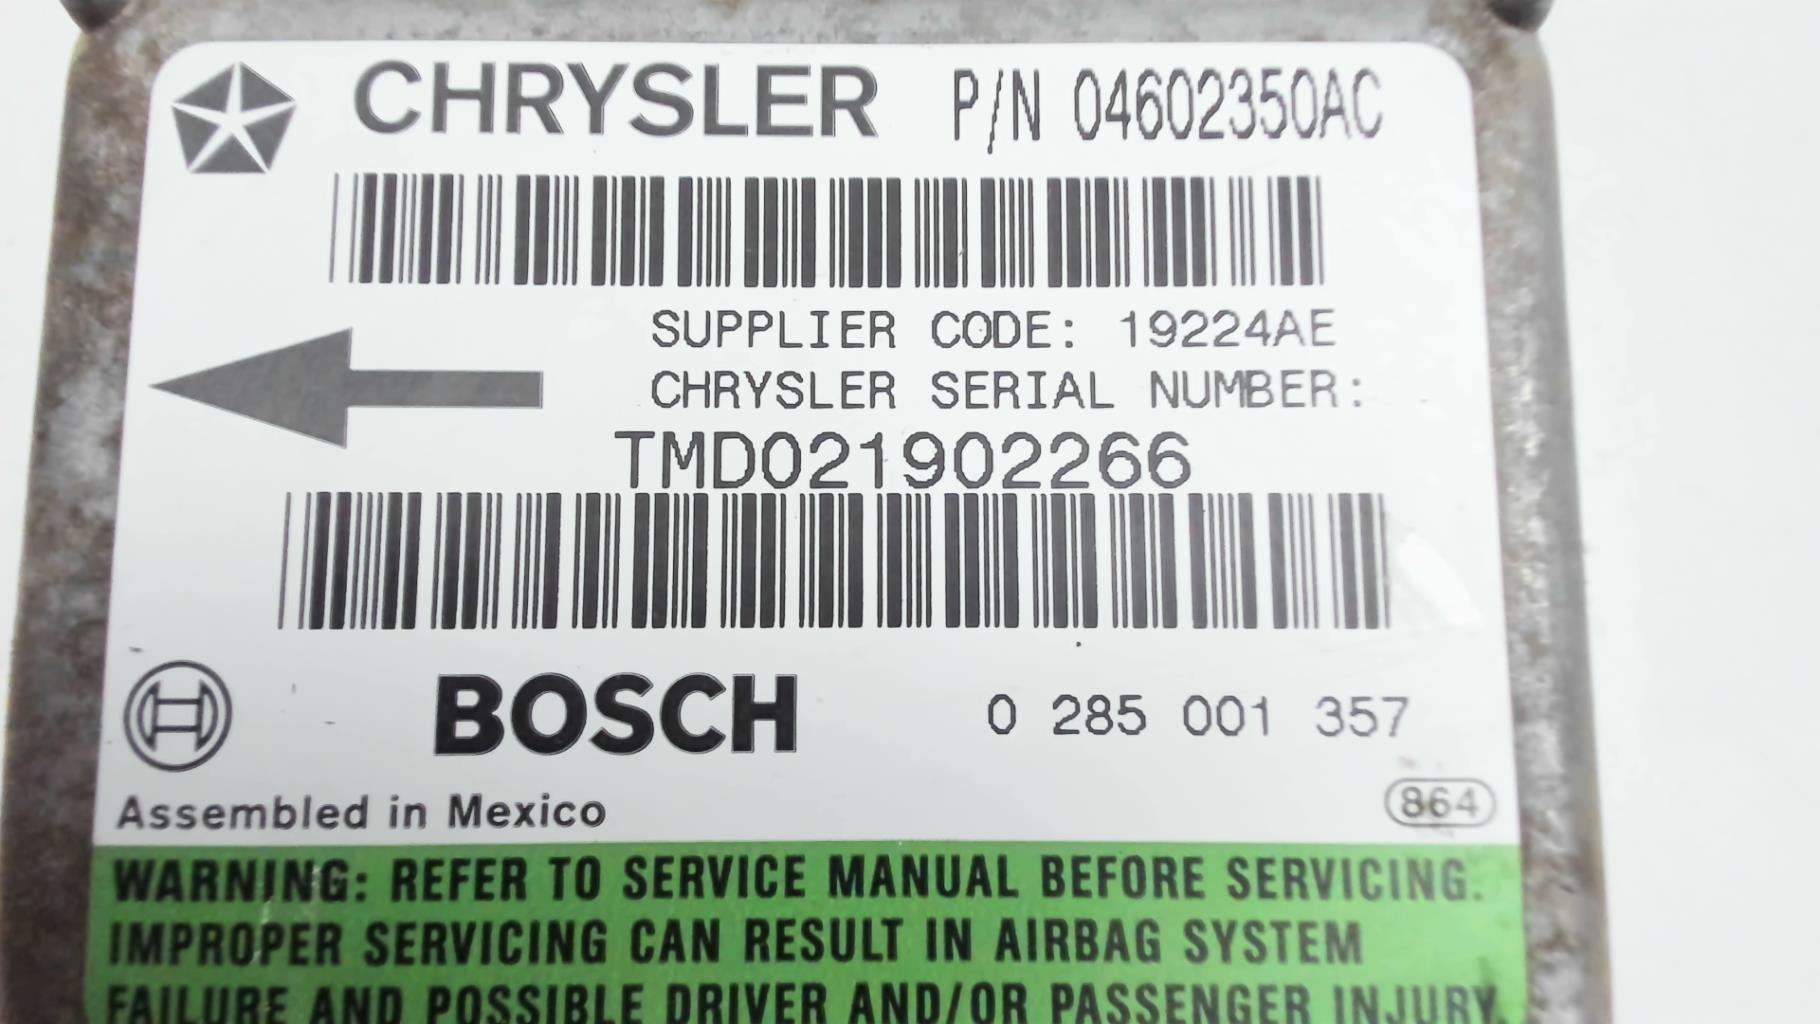 CHRYSLER P/N 04602350AC
SUPPLIER CODE: 19224AE
CHRYSLER SERIAL NUMBER:
TMD021902266
BOSCH 0 285 001 357
Assembled in Mexico 864
WARNING: REFER TO SERVICE MANUAL BEFORE SERVICING.
IMPROPER SERVICING CAN RESULT IN AIRBAG SYSTEM
FAILURE AND POSSIBLE DRIVER AND/OR PASSENGER INJURY.